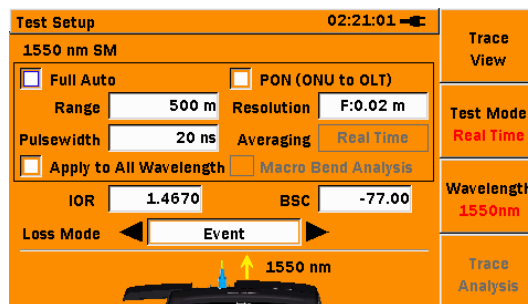 Test Setup 02:21:01
1550 nm SM
Full Auto PON (ONU to OLT)
Range 500 m Resolution F:0.02 m
Pulsewidth 20 ns Averaging Real Time
Apply to All Wavelength Macro Bend Analysis
IOR 1.4670 BSC -77.00
Loss Mode Event
1550 nm
Trace
View
Test Mode
Real Time
Wavelength
1550nm
Trace
Analysis